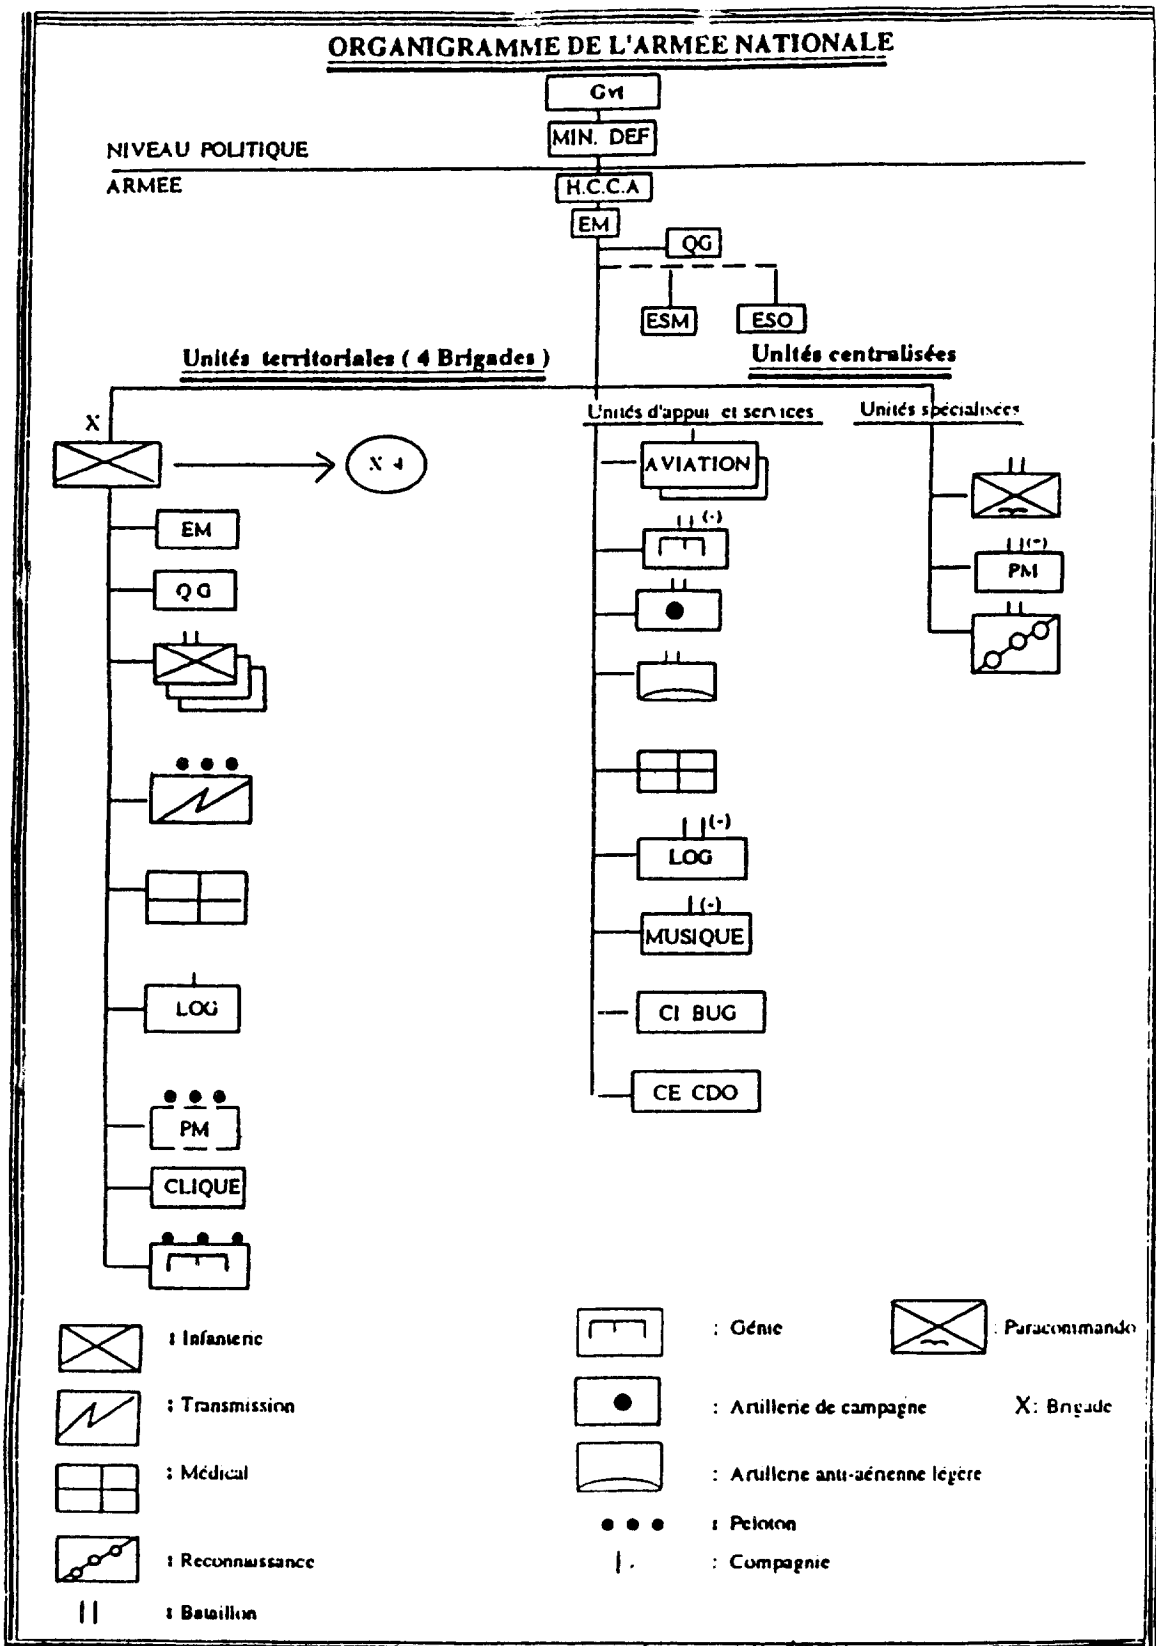 ORGANIGRAMME DE L'ARMEE NATIONALE
Gvt
MIN. DEF
NIVEAU POLITIQUE
ARMEE
H.C.C.A
EM
QG
ESM
ESO
Unités territoriales ( 4 Brigades )
Unités centralisées
X
X 4
EM
QG
LOG
PM
CLIQUE
Unités d'appui et services
AVIATION
(-)
(-)
LOG
(-)
MUSIQUE
CI BUG
CE CDO
Unités spécialisées
(-)
PM
: Infanterie
: Transmission
: Médical
: Reconnaissance
: Bataillon
: Génie
: Artillerie de campagne
: Artillerie anti-aérienne légère
: Peloton
: Compagnie
: Paracommando
X : Brigade